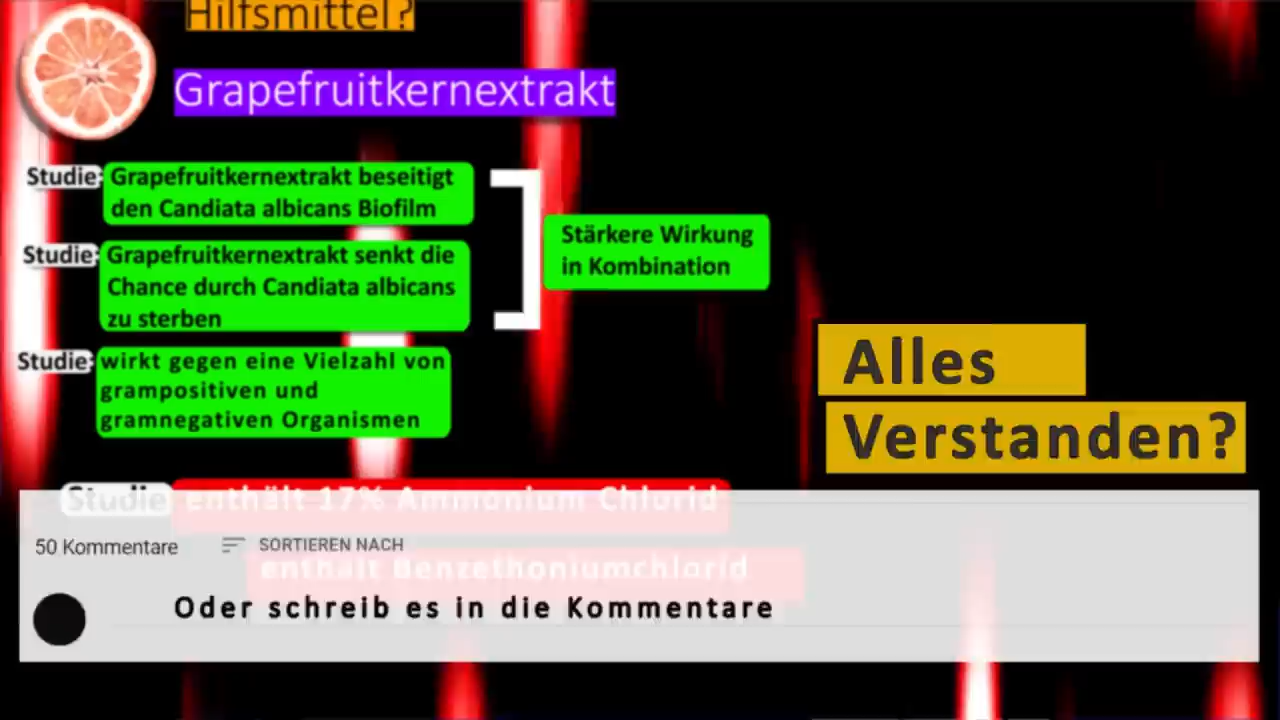 Hilfsmittel?
Grapefruitkernextrakt
Studie: Grapefruitkernextrakt beseitigt
den Candiata albicans Biofilm
Studie: Grapefruitkernextrakt senkt die
Chance durch Candiata albicans
zu sterben
Stärkere Wirkung
in Kombination
Studie: wirkt gegen eine Vielzahl von
grampositiven und
gramnegativen Organismen
Alles
Verstanden?
Studie enthält 17% Ammonium Chlorid
50 Kommentare SORTIEREN NACH
enthält Benzethoniumchlorid
Oder schreib es in die Kommentare